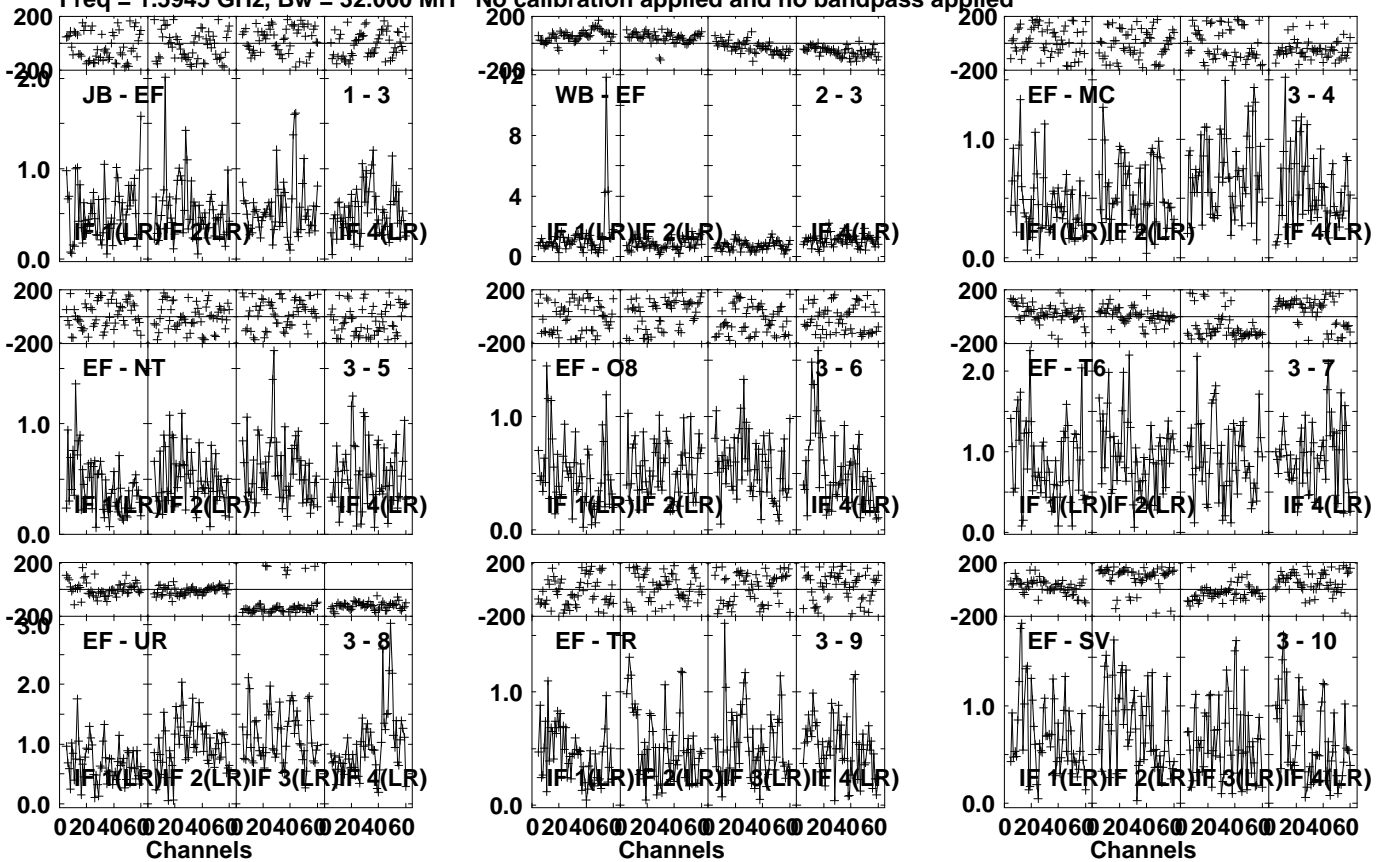 Freq = 1.5945 GHz, Bw = 32.000 MH No calibration applied and no bandpass applied
200 200 200
-200 -200 -200
2.0 12
JB - EF 1 - 3 WB - EF 2 - 3 EF - MC 3 - 4
8 1.0
1.0 4
IF 1(LR) IF 2(LR) IF 4(LR) IF 1(LR) IF 2(LR) IF 4(LR) IF 1(LR) IF 2(LR) IF 4(LR)
0.0 0 0.0
200 200 200
-200 -200 -200
EF - NT 3 - 5 EF - O8 3 - 6 EF - T6 3 - 7
2.0
1.0 1.0 1.0
IF 1(LR) IF 2(LR) IF 4(LR) IF 1(LR) IF 2(LR) IF 4(LR) IF 1(LR) IF 2(LR) IF 4(LR)
0.0 0.0 0.0
200 200 200
-200 -200 -200
3.0
EF - UR 3 - 8 EF - TR 3 - 9 EF - SV 3 - 10
2.0 1.0 1.0
1.0
IF 1(LR) IF 2(LR) IF 3(LR) IF 4(LR) IF 1(LR) IF 2(LR) IF 3(LR) IF 4(LR) IF 1(LR) IF 2(LR) IF 3(LR) IF 4(LR)
0.0 0.0 0.0
0 20 40 60 0 20 40 60 0 20 40 60 0 20 40 60 0 20 40 60 0 20 40 60 0 20 40 60 0 20 40 60 0 20 40 60 0 20 40 60 0 20 40 60 0 20 40 60
Channels Channels Channels